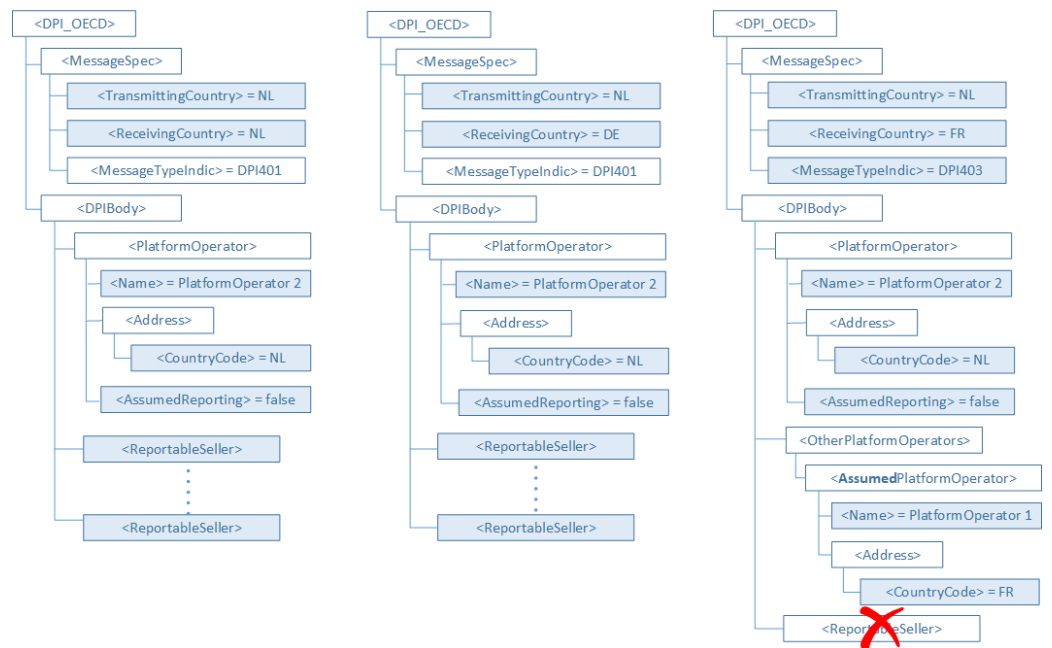 <DPI_OECD>
<MessageSpec>
<TransmittingCountry> = NL
<ReceivingCountry> = NL
<MessageTypeIndic> = DPI401
<DPIBody>
<PlatformOperator>
<Name> = PlatformOperator 2
<Address>
<CountryCode> = NL
<AssumedReporting> = false
<ReportableSeller>
<ReportableSeller>
<DPI_OECD>
<MessageSpec>
<TransmittingCountry> = NL
<ReceivingCountry> = DE
<MessageTypeIndic> = DPI401
<DPIBody>
<PlatformOperator>
<Name> = PlatformOperator 2
<Address>
<CountryCode> = NL
<AssumedReporting> = false
<ReportableSeller>
<ReportableSeller>
<DPI_OECD>
<MessageSpec>
<TransmittingCountry> = NL
<ReceivingCountry> = FR
<MessageTypeIndic> = DPI403
<DPIBody>
<PlatformOperator>
<Name> = PlatformOperator 2
<Address>
<CountryCode> = NL
<AssumedReporting> = false
<OtherPlatformOperators>
<AssumedPlatformOperator>
<Name> = PlatformOperator 1
<Address>
<CountryCode> = FR
<ReportableSeller>